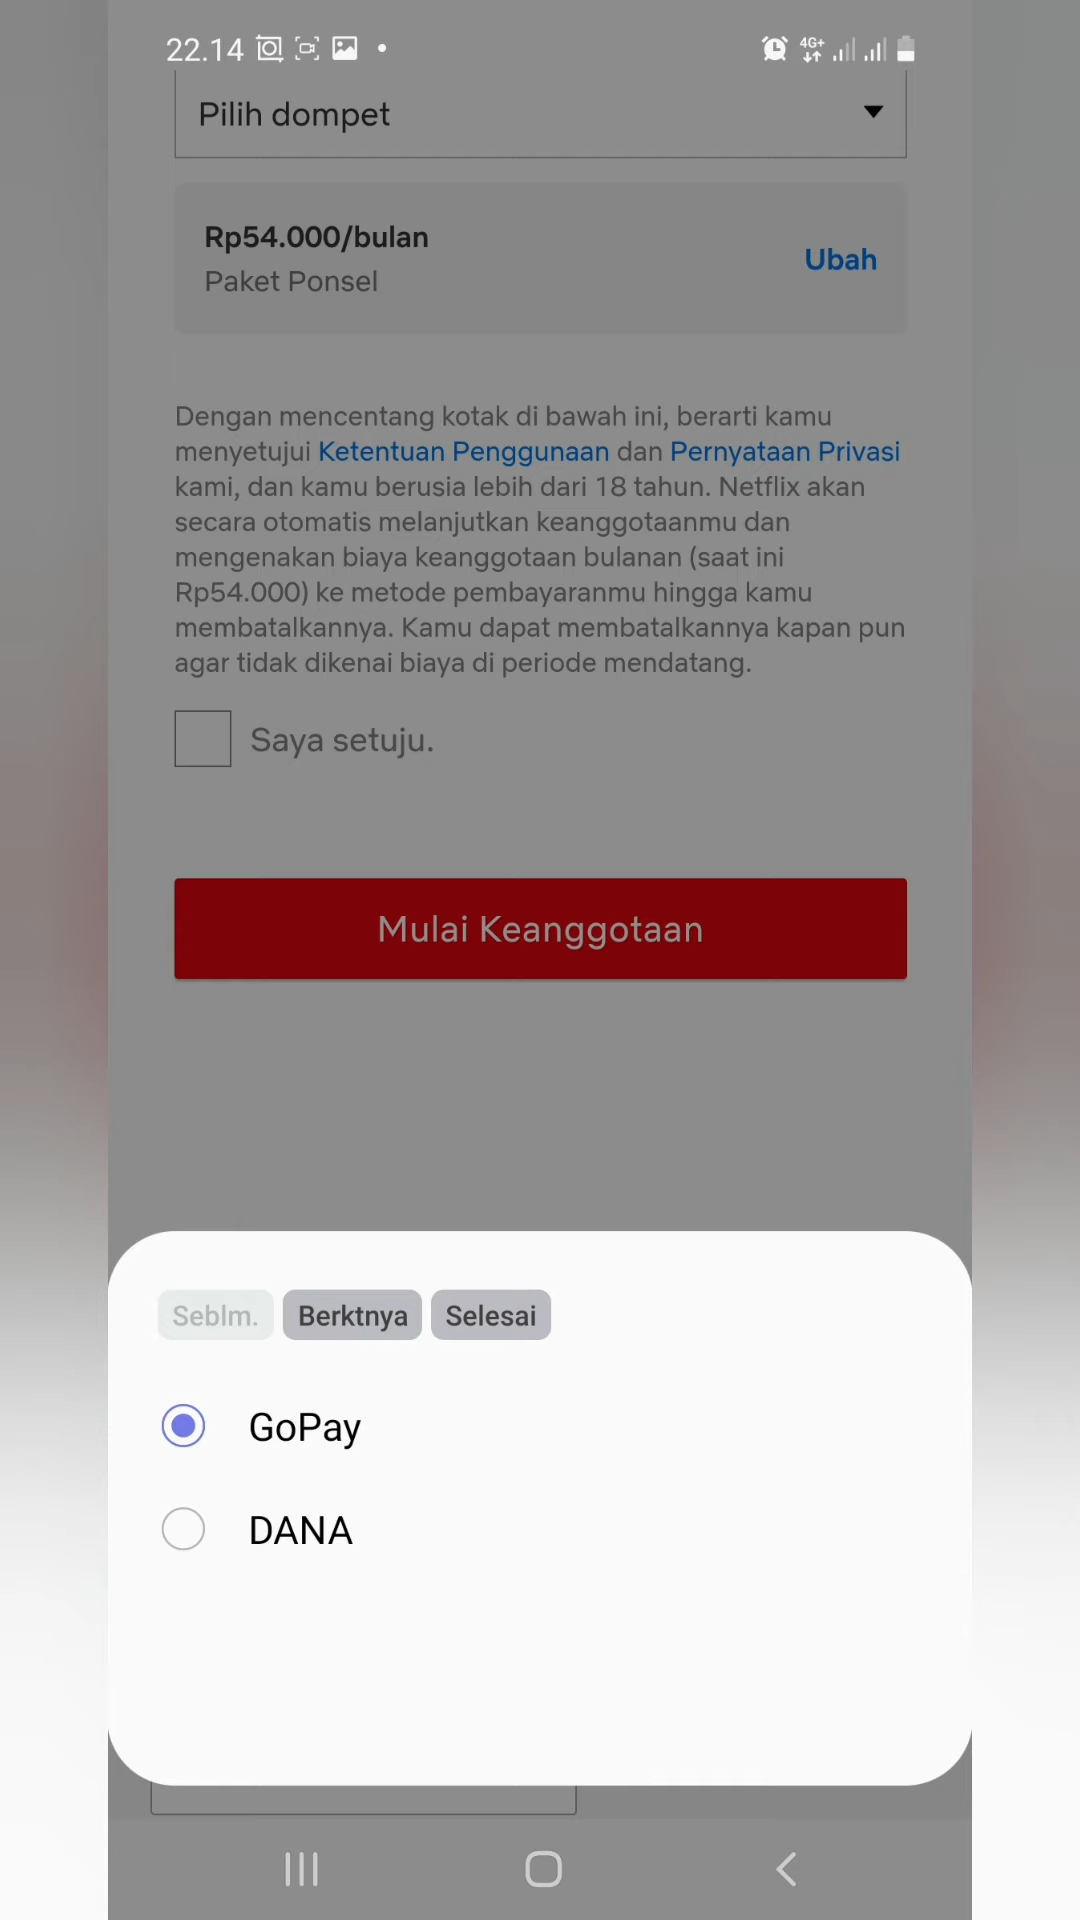 22.14
4G+
Pilih dompet
Rp54.000/bulan
Paket Ponsel
Ubah
Dengan mencentang kotak di bawah ini, berarti kamu
menyetujui Ketentuan Penggunaan dan Pernyataan Privasi
kami, dan kamu berusia lebih dari 18 tahun. Netflix akan
secara otomatis melanjutkan keanggotaanmu dan
mengenakan biaya keanggotaan bulanan (saat ini
Rp54.000) ke metode pembayaranmu hingga kamu
membatalkannya. Kamu dapat membatalkannya kapan pun
agar tidak dikenai biaya di periode mendatang.
Saya setuju.
Mulai Keanggotaan
Seblm. Berktnya Selesai
GoPay
DANA